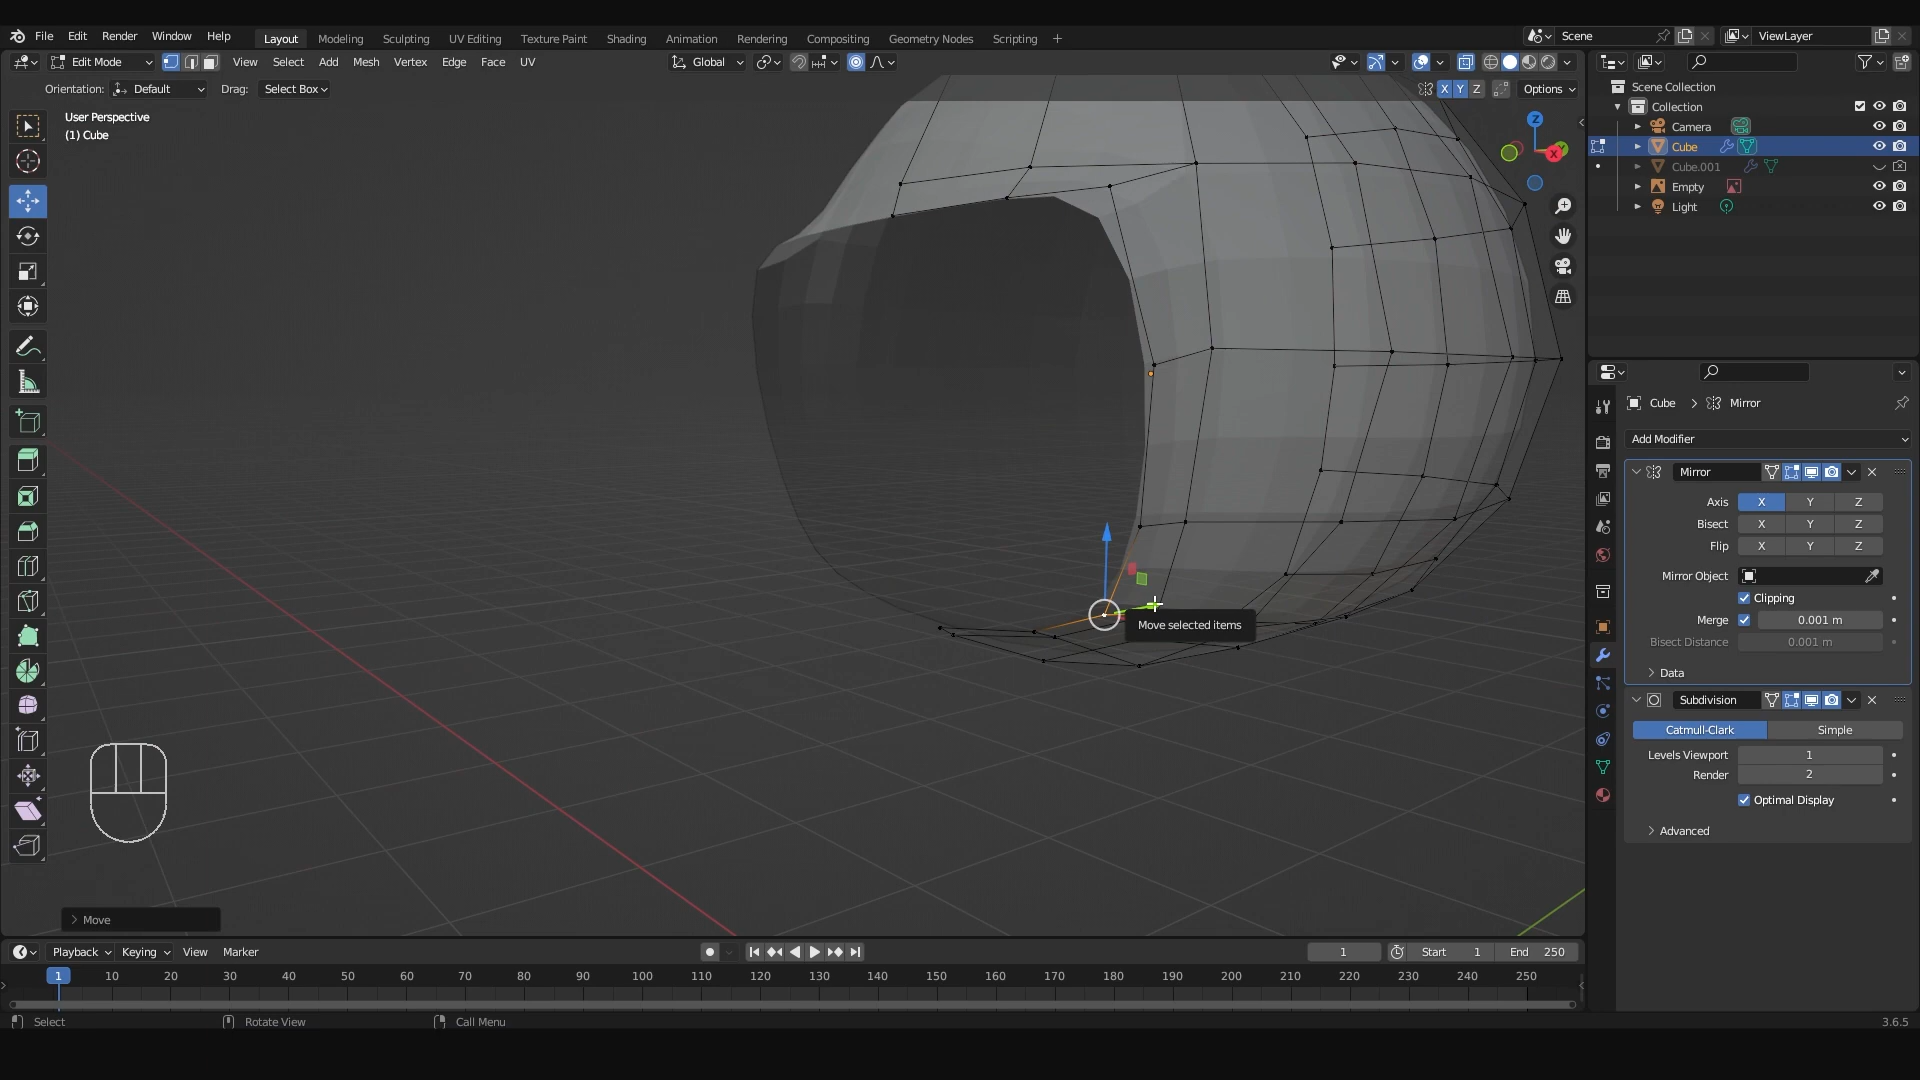 File Edit Render Window Help Layout Modeling Sculpting UV Editing Texture Paint Shading Animation Rendering Compositing Geometry Nodes Scripting + Scene ViewLayer
Edit Mode View Select Add Mesh Vertex Edge Face UV Global
Orientation: Default Drag: Select Box X Y Z Options
User Perspective
(1) Cube
Z
X
Move selected items
> Move
Scene Collection
Collection
Camera
Cube
Cube.001
Empty
Light
Cube > Mirror
Add Modifier
Mirror
Axis X Y Z
Bisect X Y Z
Flip X Y Z
Mirror Object
Clipping
Merge 0.001 m
Bisect Distance 0.001 m
> Data
Subdivision
Catmull-Clark Simple
Levels Viewport 1
Render 2
Optimal Display
> Advanced
Playback Keying View Marker 1 Start 1 End 250
1 10 20 30 40 50 60 70 80 90 100 110 120 130 140 150 160 170 180 190 200 210 220 230 240 250
Select Rotate View Call Menu 3.6.5